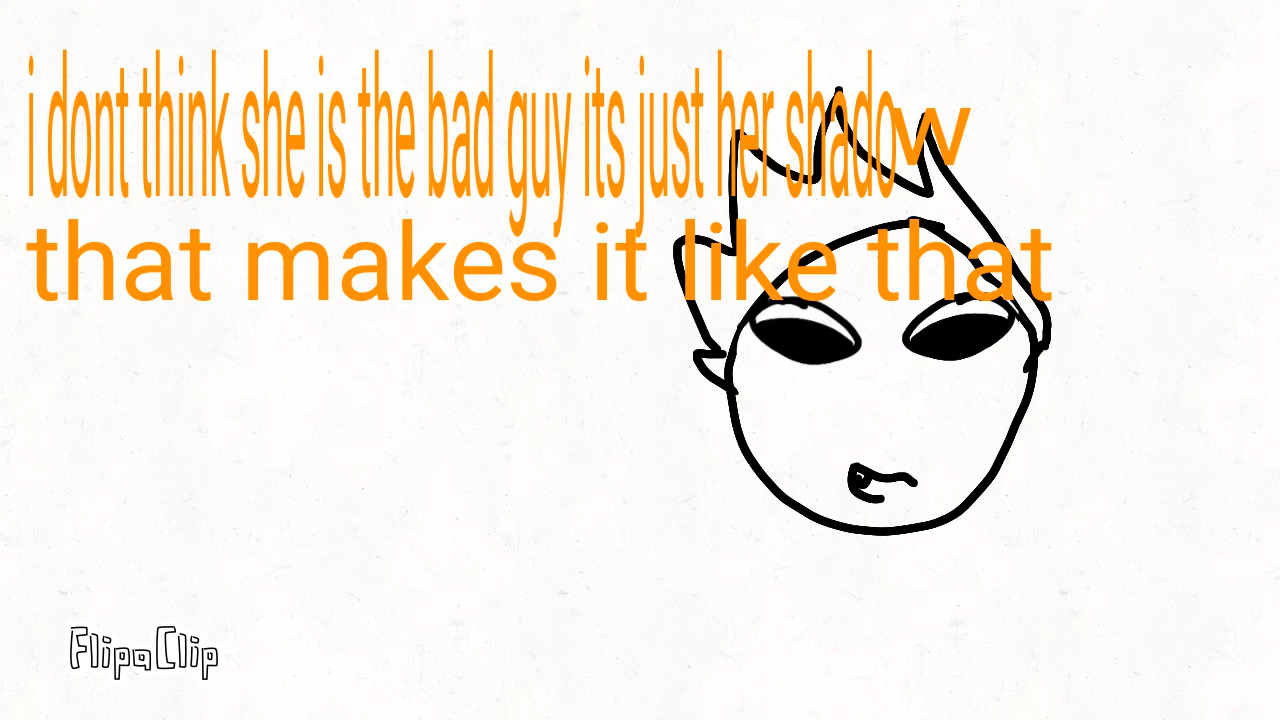 i dont think she is the bad guy its just her shadow
that makes it like that
FlipaClip